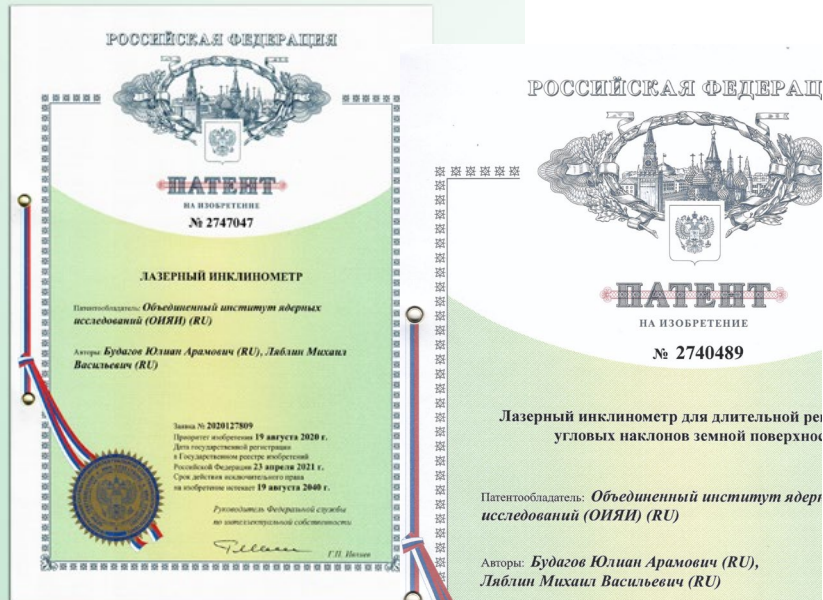 РОССИЙСКАЯ ФЕДЕРАЦИЯ
ПАТЕНТ
НА ИЗОБРЕТЕНИЕ
№ 2747047
ЛАЗЕРНЫЙ ИНКЛИНОМЕТР
Патентообладатель: Объединенный институт ядерных
исследований (ОИЯИ) (RU)
Авторы: Будагов Юлиан Арамович (RU), Ляблин Михаил
Васильевич (RU)
Заявка № 2020127809
Приоритет изобретения 19 августа 2020 г.
Дата государственной регистрации
в Государственном реестре изобретений
Российской Федерации 23 апреля 2021 г.
Срок действия исключительного права
на изобретение истекает 19 августа 2040 г.
Руководитель Федеральной службы
по интеллектуальной собственности
Г.П. Ивлиев
РОССИЙСКАЯ ФЕДЕРАЦ
ПАТЕНТ
НА ИЗОБРЕТЕНИЕ
№ 2740489
Лазерный инклинометр для длительной ре
угловых наклонов земной поверхнос
Патентообладатель: Объединенный институт ядерн
исследований (ОИЯИ) (RU)
Авторы: Будагов Юлиан Арамович (RU),
Ляблин Михаил Васильевич (RU)